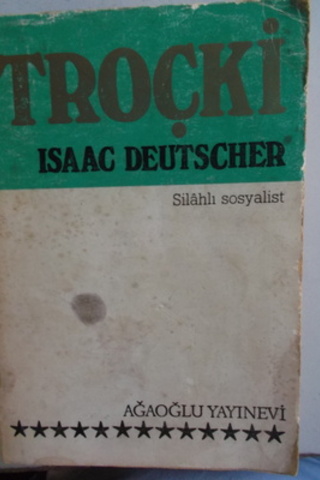 TROÇKİ
ISAAC DEUTSCHER
Silâhlı sosyalist
AĞAOĞLU YAYINEVİ